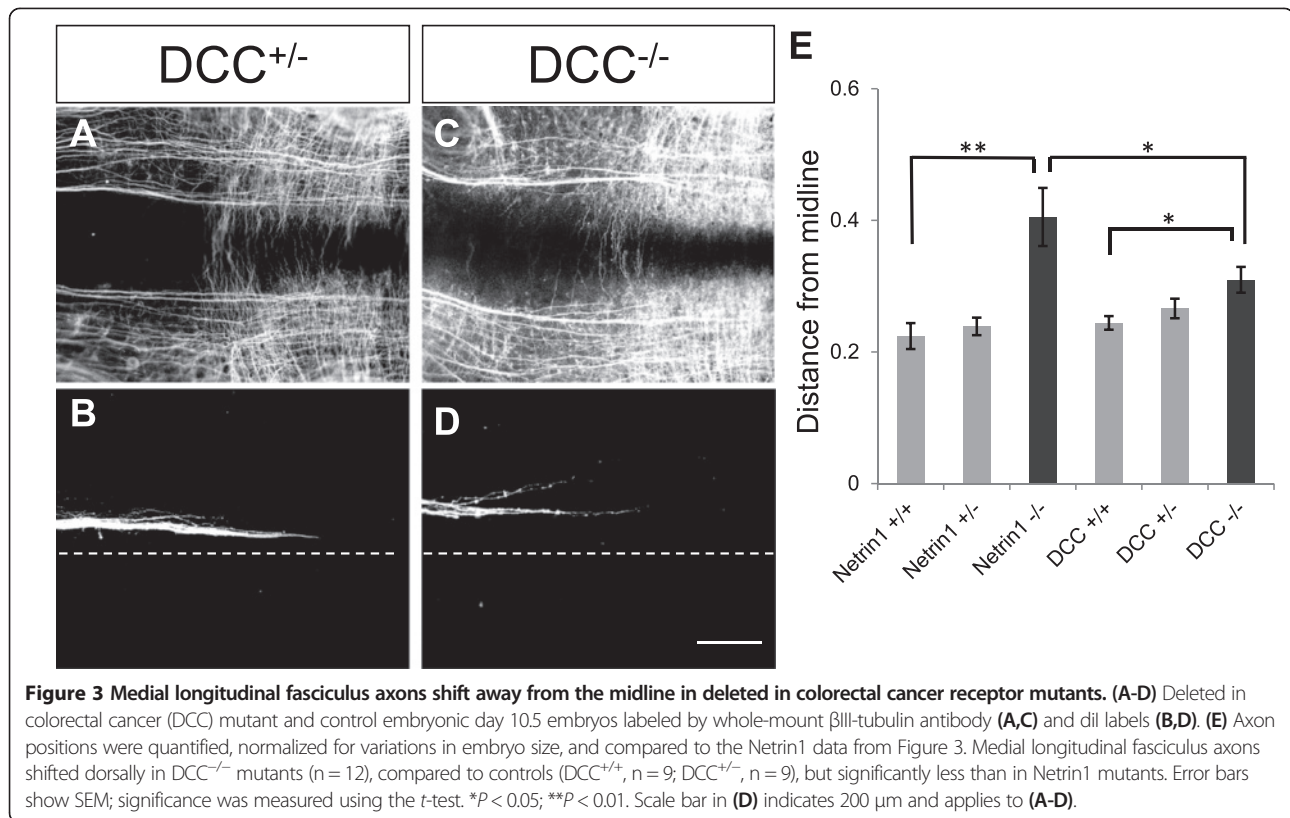 DCC+/-
DCC-/-
A
C
B
D
E
0.6
0.4
0.2
0
Distance from midline
**
*
*
Netrin1 +/+
Netrin1 +/-
Netrin1 -/-
DCC +/+
DCC +/-
DCC -/-
Figure 3 Medial longitudinal fasciculus axons shift away from the midline in deleted in colorectal cancer receptor mutants. (A-D) Deleted in
colorectal cancer (DCC) mutant and control embryonic day 10.5 embryos labeled by whole-mount βIII-tubulin antibody (A,C) and diI labels (B,D). (E) Axon
positions were quantified, normalized for variations in embryo size, and compared to the Netrin1 data from Figure 3. Medial longitudinal fasciculus axons
shifted dorsally in DCC−/− mutants (n = 12), compared to controls (DCC+/+, n = 9; DCC+/−, n = 9), but significantly less than in Netrin1 mutants. Error bars
show SEM; significance was measured using the t-test. *P < 0.05; **P < 0.01. Scale bar in (D) indicates 200 μm and applies to (A-D).